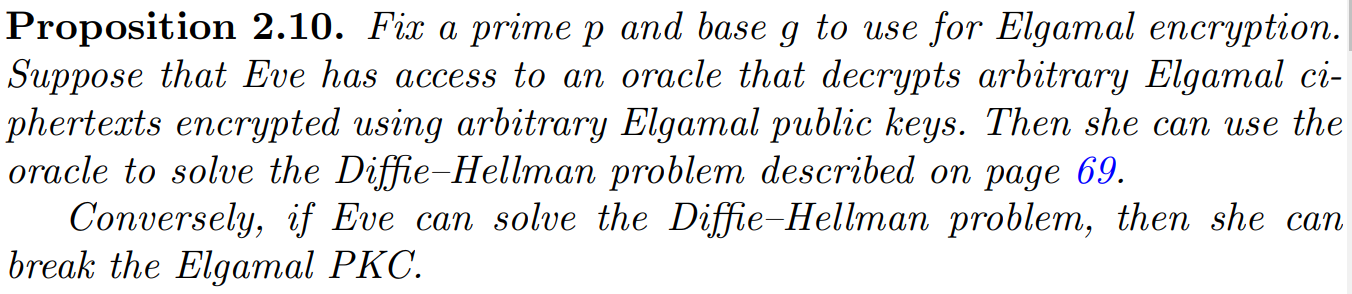 Proposition 2.10. Fix a prime p and base g to use for Elgamal encryption.
Suppose that Eve has access to an oracle that decrypts arbitrary Elgamal ci-
phertexts encrypted using arbitrary Elgamal public keys. Then she can use the
oracle to solve the Diffie–Hellman problem described on page 69.
Conversely, if Eve can solve the Diffie–Hellman problem, then she can
break the Elgamal PKC.